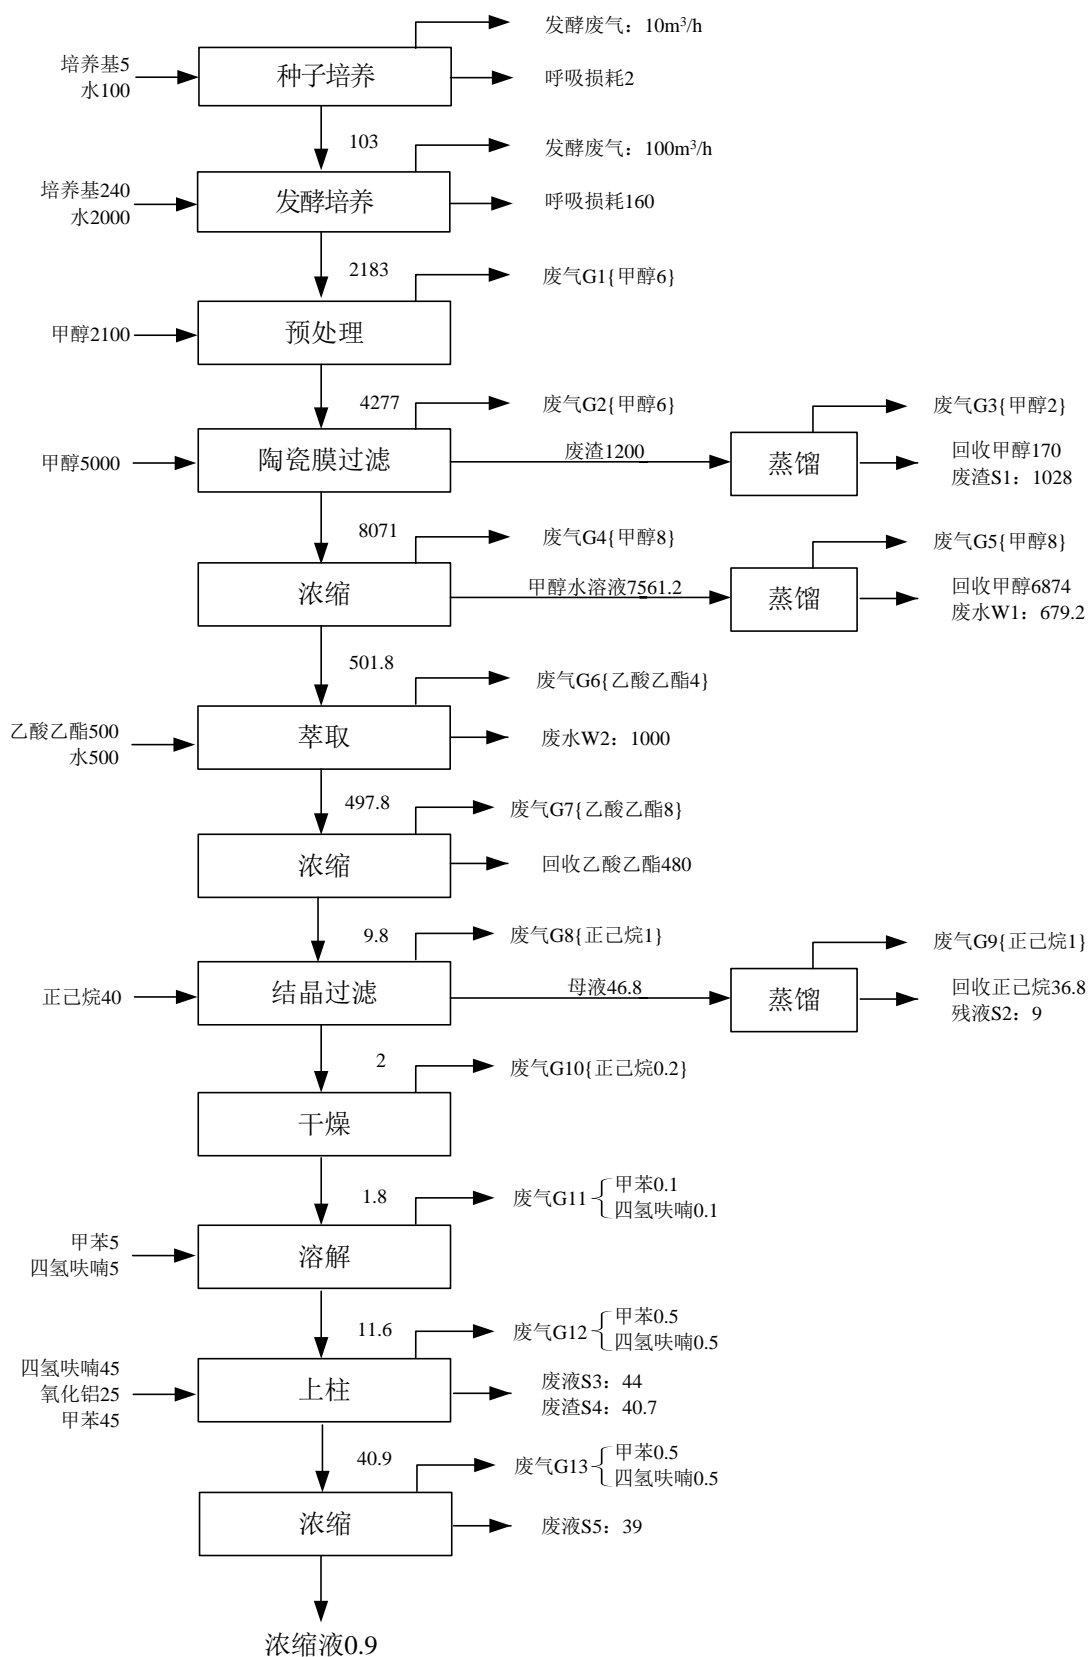 发酵废气：10m³/h
培养基5
水100
种子培养
呼吸损耗2
103
发酵废气：100m³/h
培养基240
水2000
发酵培养
呼吸损耗160
2183
废气G1{甲醇6}
甲醇2100
预处理
4277
废气G2{甲醇6}
废气G3{甲醇2}
甲醇5000
陶瓷膜过滤
废渣1200
蒸馏
回收甲醇170
废渣S1：1028
8071
废气G4{甲醇8}
废气G5{甲醇8}
浓缩
甲醇水溶液7561.2
蒸馏
回收甲醇6874
废水W1：679.2
501.8
废气G6{乙酸乙酯4}
乙酸乙酯500
水500
萃取
废水W2：1000
497.8
废气G7{乙酸乙酯8}
浓缩
回收乙酸乙酯480
9.8
废气G8{正己烷1}
废气G9{正己烷1}
正己烷40
结晶过滤
母液46.8
蒸馏
回收正己烷36.8
残液S2：9
2
废气G10{正己烷0.2}
干燥
1.8
废气G11
甲苯0.1
四氢呋喃0.1
甲苯5
四氢呋喃5
溶解
11.6
废气G12
甲苯0.5
四氢呋喃0.5
四氢呋喃45
氧化铝25
甲苯45
上柱
废液S3：44
废渣S4：40.7
40.9
废气G13
甲苯0.5
四氢呋喃0.5
浓缩
废液S5：39
浓缩液0.9